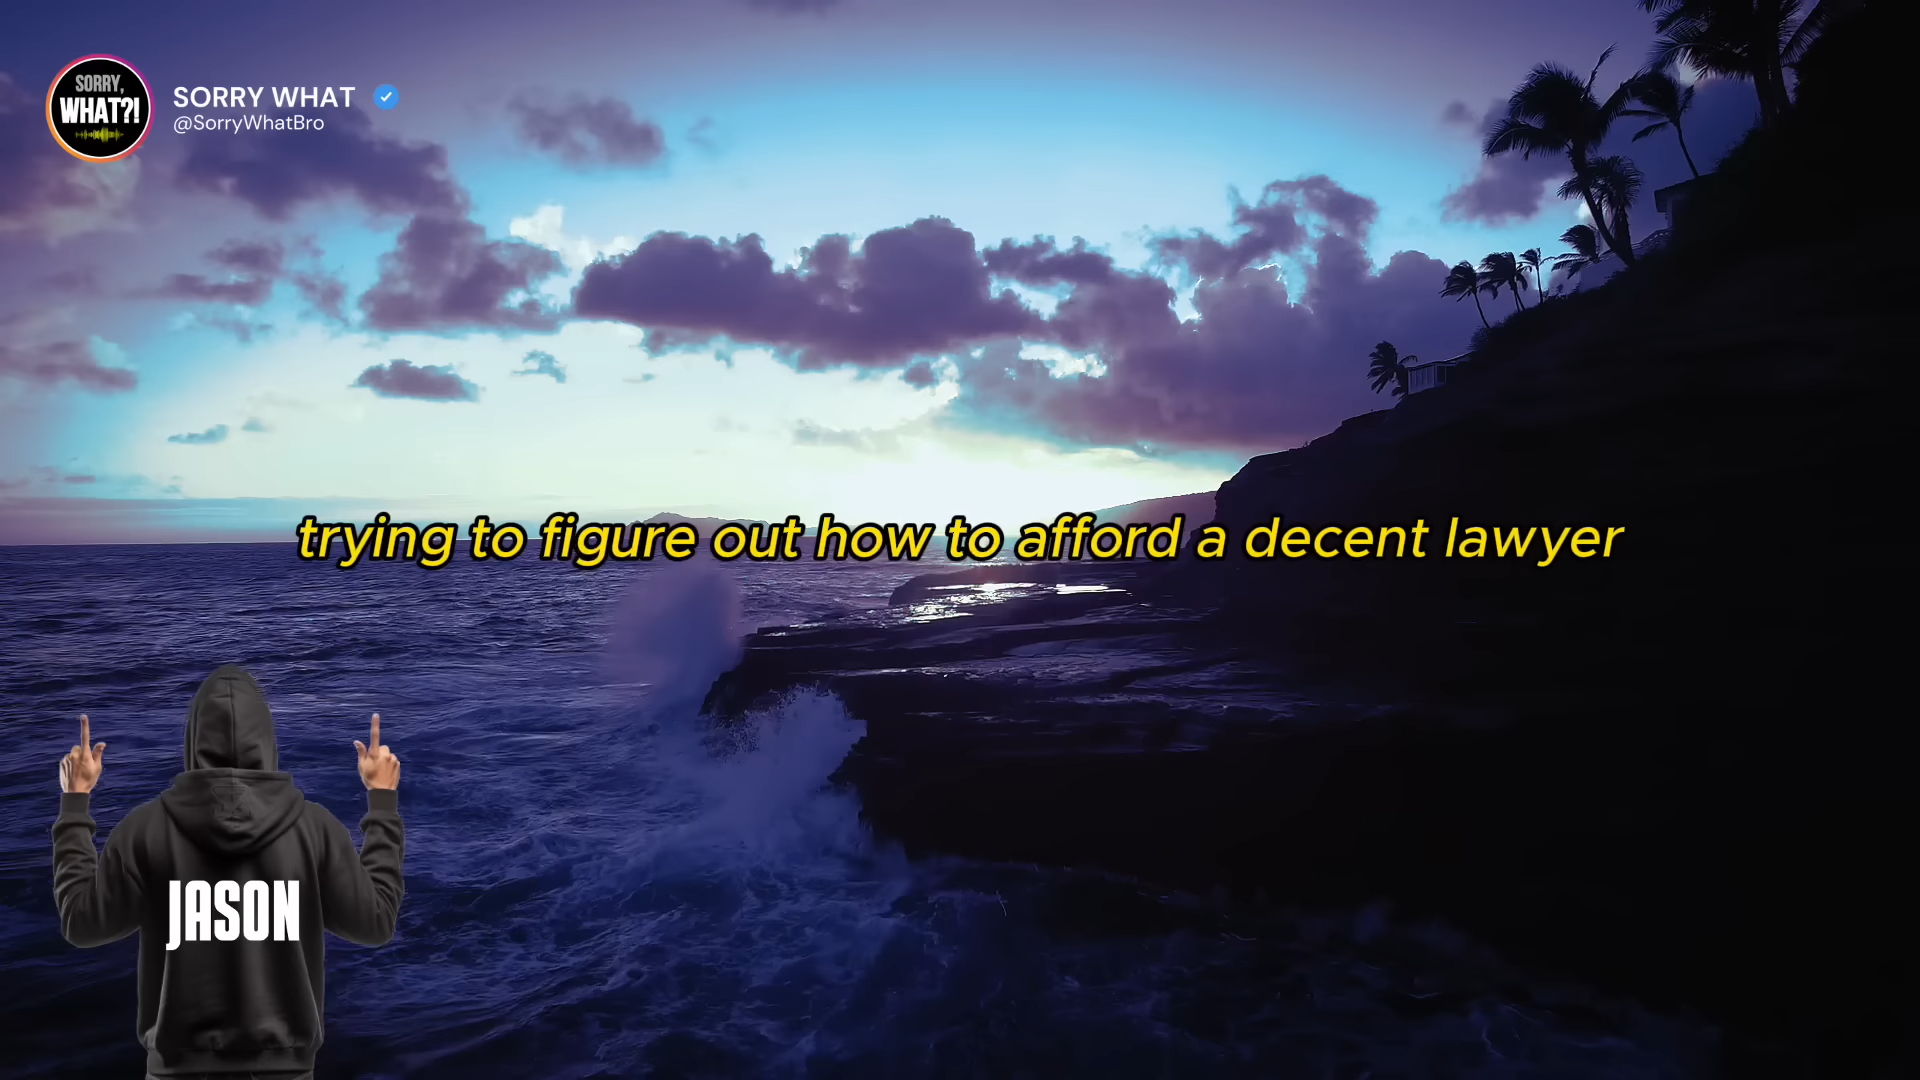 SORRY,
WHAT?!
SORRY WHAT
@SorryWhatBro
trying to figure out how to afford a decent lawyer
JASON